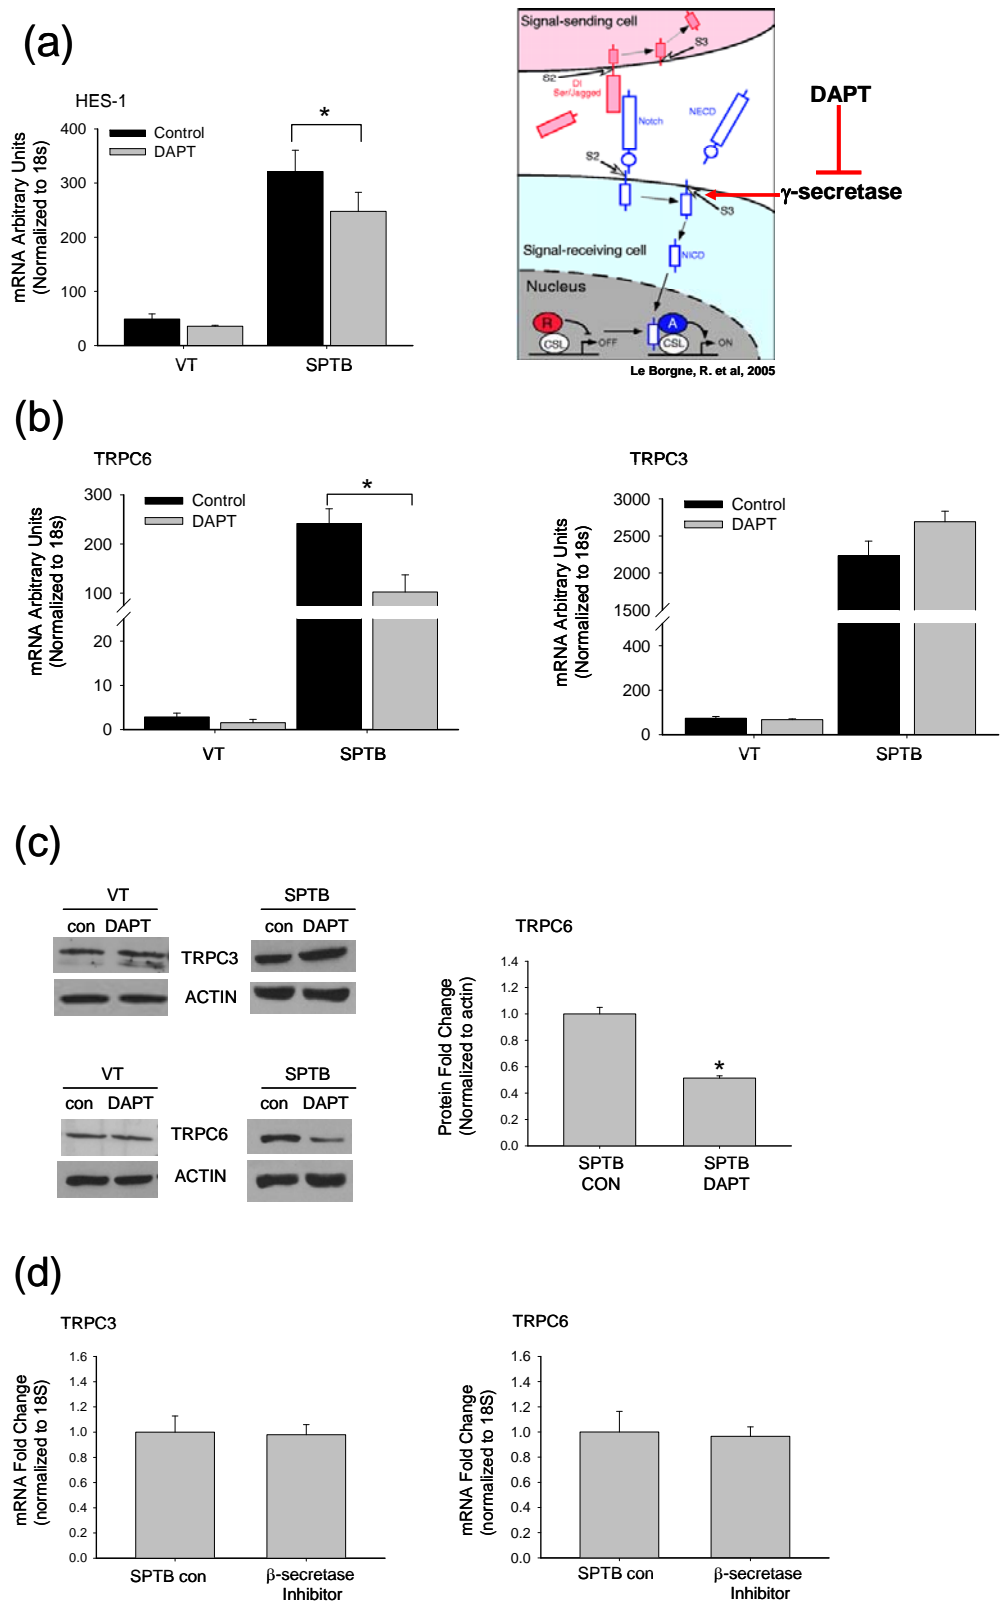 (a)
HES-1
mRNA Arbitrary Units
(Normalized to 18s)
400
300
200
100
0
Control
DAPT
*
VT
SPTB
Signal-sending cell
S3
S2
Dl
Ser/Jagged
Notch
NECD
S2
S3
Signal-receiving cell
NICD
Nucleus
R
CSL
OFF
A
CSL
ON
DAPT
γ-secretase
Le Borgne, R. et al, 2005
(b)
TRPC6
mRNA Arbitrary Units
(Normalized to 18s)
300
200
100
20
10
0
Control
DAPT
*
VT
SPTB
TRPC3
mRNA Arbitrary Units
(Normalized to 18s)
3000
2500
2000
1500
400
200
0
Control
DAPT
VT
SPTB
(c)
VT
SPTB
con DAPT
con DAPT
TRPC3
ACTIN
VT
SPTB
con DAPT
con DAPT
TRPC6
ACTIN
TRPC6
Protein Fold Change
(Normalized to actin)
1.4
1.2
1.0
0.8
0.6
0.4
0.2
0.0
*
SPTB
CON
SPTB
DAPT
(d)
TRPC3
mRNA Fold Change
(normalized to 18S)
1.6
1.4
1.2
1.0
0.8
0.6
0.4
0.2
0.0
SPTB con
β-secretase
Inhibitor
TRPC6
mRNA Fold Change
(normalized to 18S)
1.6
1.4
1.2
1.0
0.8
0.6
0.4
0.2
0.0
SPTB con
β-secretase
Inhibitor